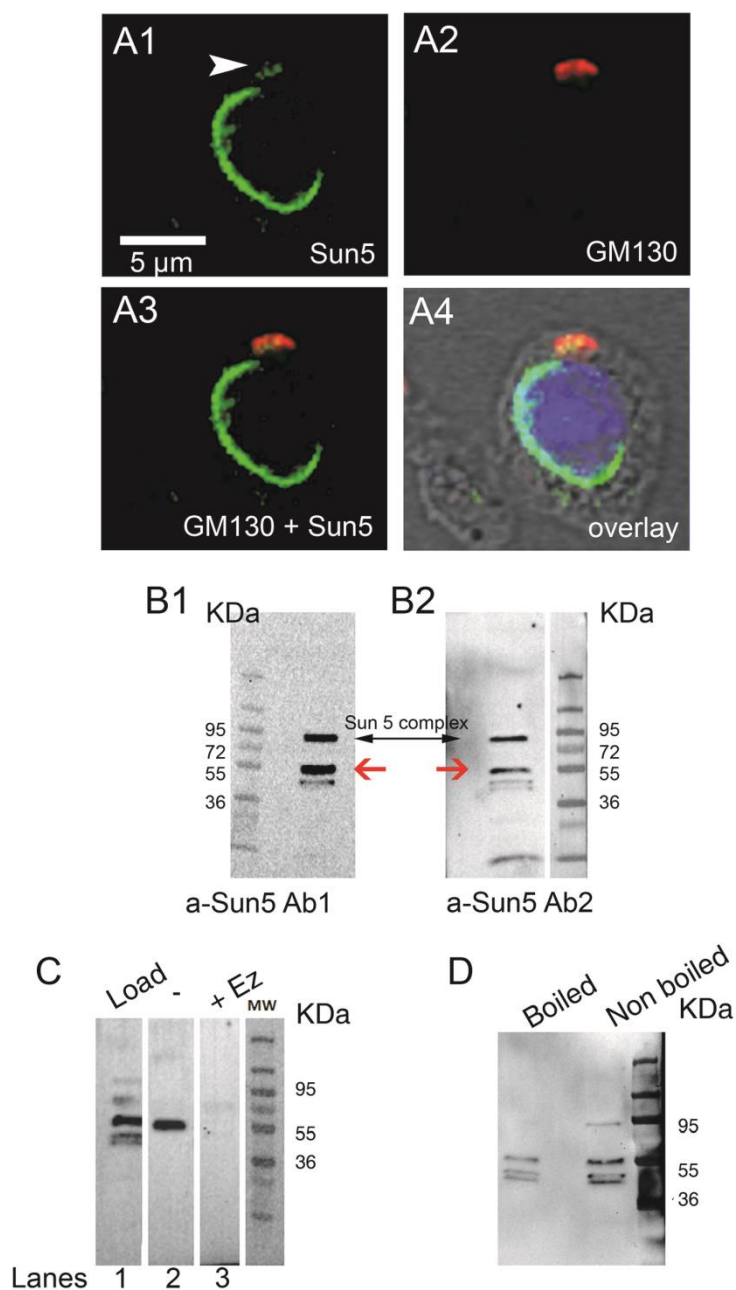 A1
A2
5 µm
Sun5
GM130
A3
A4
GM130 + Sun5
overlay
B1
B2
KDa
KDa
Sun 5 complex
95
72
55
36
95
72
55
36
a-Sun5 Ab1
a-Sun5 Ab2
C
Load
-
+ Ez
MW
KDa
95
55
36
Lanes 1 2 3
D
Boiled
Non boiled
KDa
95
55
36